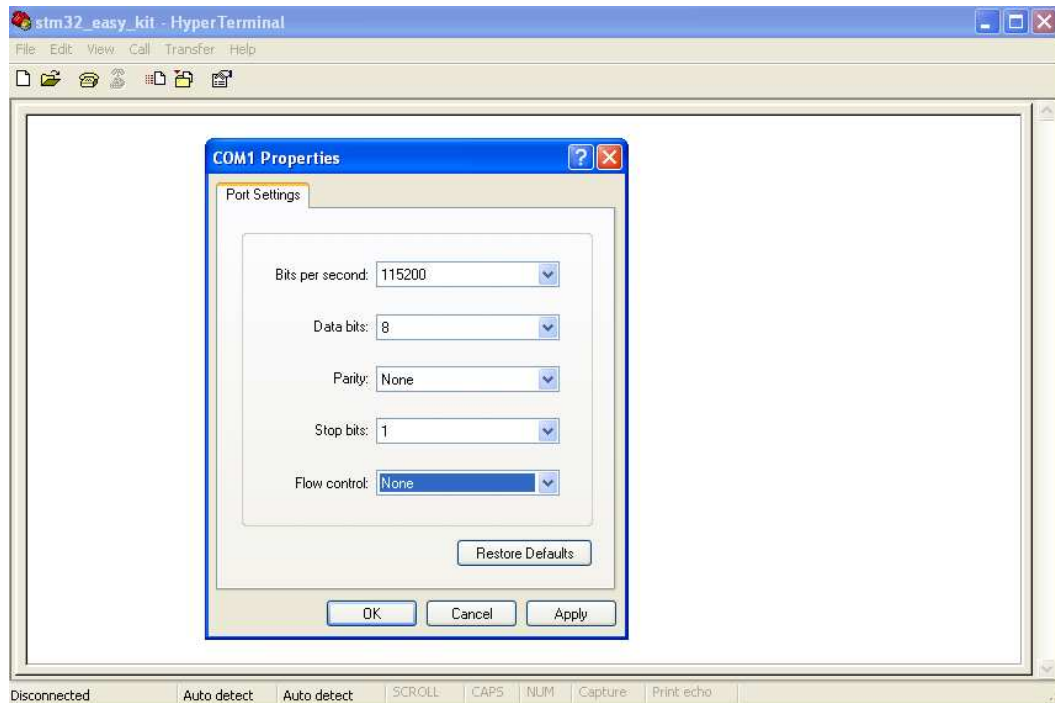 stm32_easy_kit - HyperTerminal
File Edit View Call Transfer Help
COM1 Properties
Port Settings
Bits per second: 115200
Data bits: 8
Parity: None
Stop bits: 1
Flow control: None
Restore Defaults
OK Cancel Apply
Disconnected Auto detect Auto detect SCROLL CAPS NUM Capture Print echo